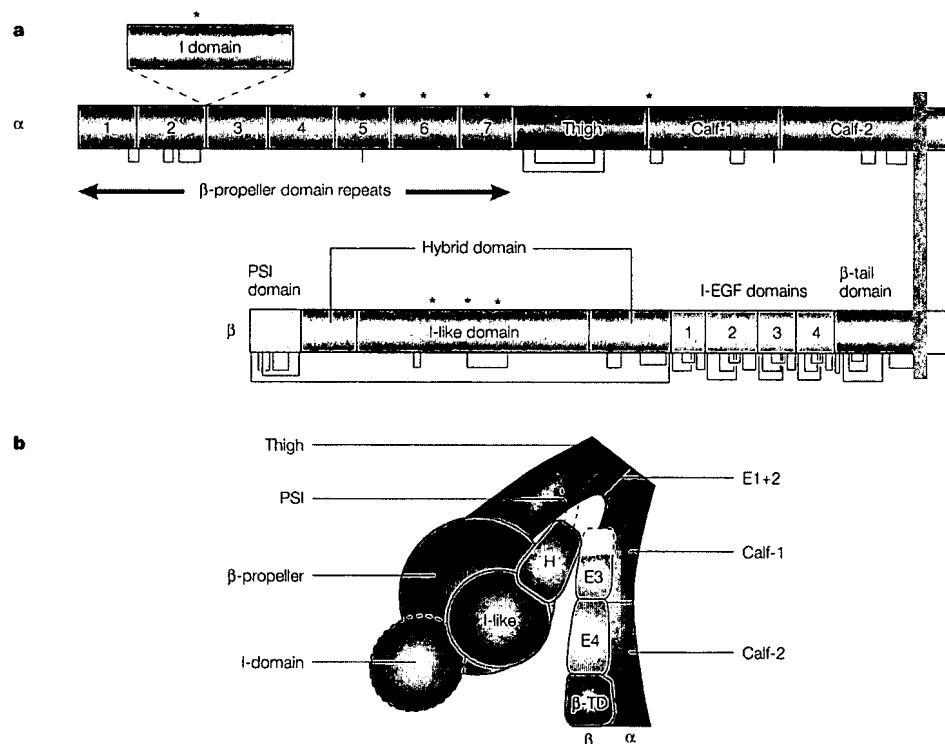 a
*
I domain
* * * *
α
1 2 3 4 5 6 7 Thigh Calf-1 Calf-2
β-propeller domain repeats
Hybrid domain
PSI
domain
I-EGF domains
β-tail
domain
* * *
β
I-like domain
1 2 3 4
b
Thigh
PSI
E1+2
β-propeller
H
E3
Calf-1
I-like
I-domain
E4
Calf-2
β-TD
β α